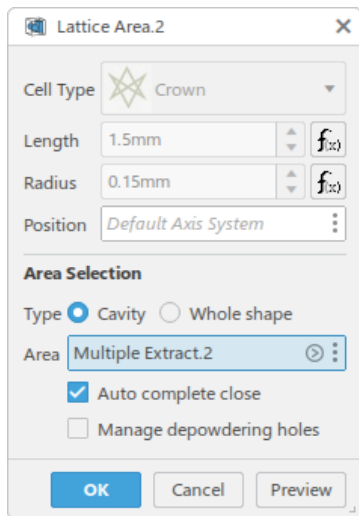 Lattice Area.2
Cell Type Crown
Length 1.5mm f(x)
Radius 0.15mm f(x)
Position Default Axis System
Area Selection
Type Cavity Whole shape
Area Multiple Extract.2
Auto complete close
Manage depowdering holes
OK Cancel Preview